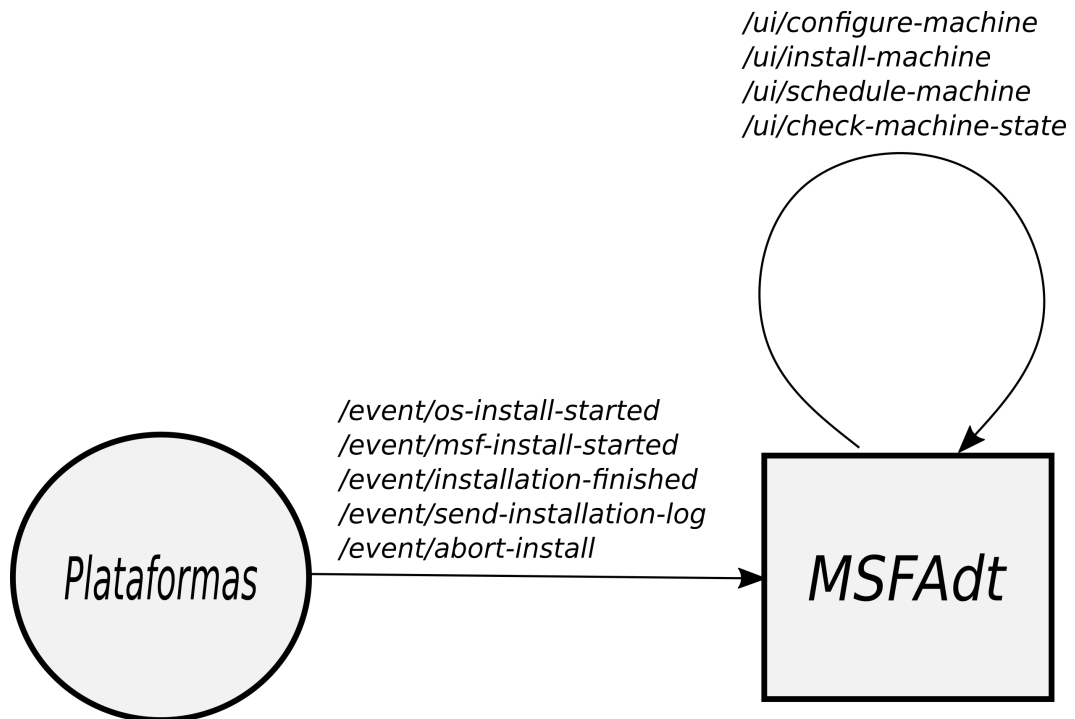 /ui/configure-machine
/ui/install-machine
/ui/schedule-machine
/ui/check-machine-state
/event/os-install-started
/event/msf-install-started
/event/installation-finished
/event/send-installation-log
/event/abort-install
Plataformas
MSFAdt